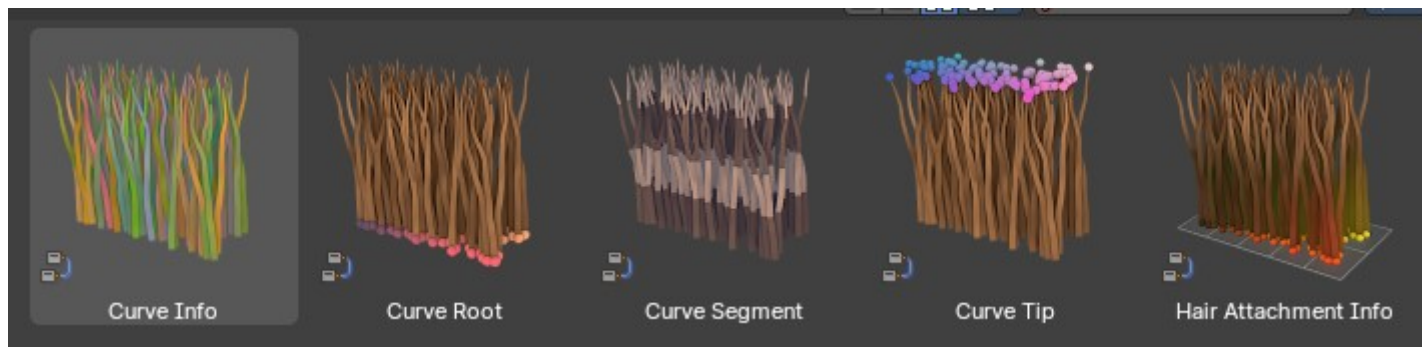 Curve Info
Curve Root
Curve Segment
Curve Tip
Hair Attachment Info